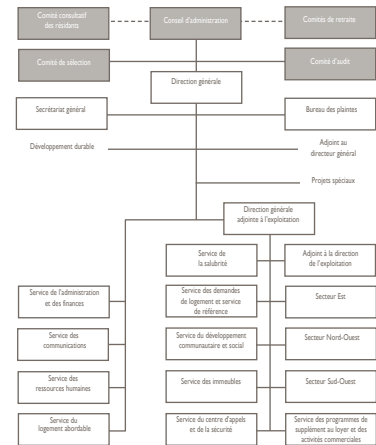 Comité consultatif
des résidants
Conseil d'administration
Comités de retraite
Comité de sélection
Comité d'audit
Direction générale
Secrétariat général
Bureau des plaintes
Développement durable
Adjoint au
directeur général
Projets spéciaux
Direction générale
adjointe à l'exploitation
Service de
la salubrité
Adjoint à la direction
de l'exploitation
Service de l'administration
et des finances
Service des demandes
de logement et service
de référence
Secteur Est
Service des
communications
Service du développement
communautaire et social
Secteur Nord-Ouest
Service des
ressources humaines
Service des immeubles
Secteur Sud-Ouest
Service du
logement abordable
Service du centre d'appels
et de la sécurité
Service des programmes de
supplément au loyer et des
activités commerciales